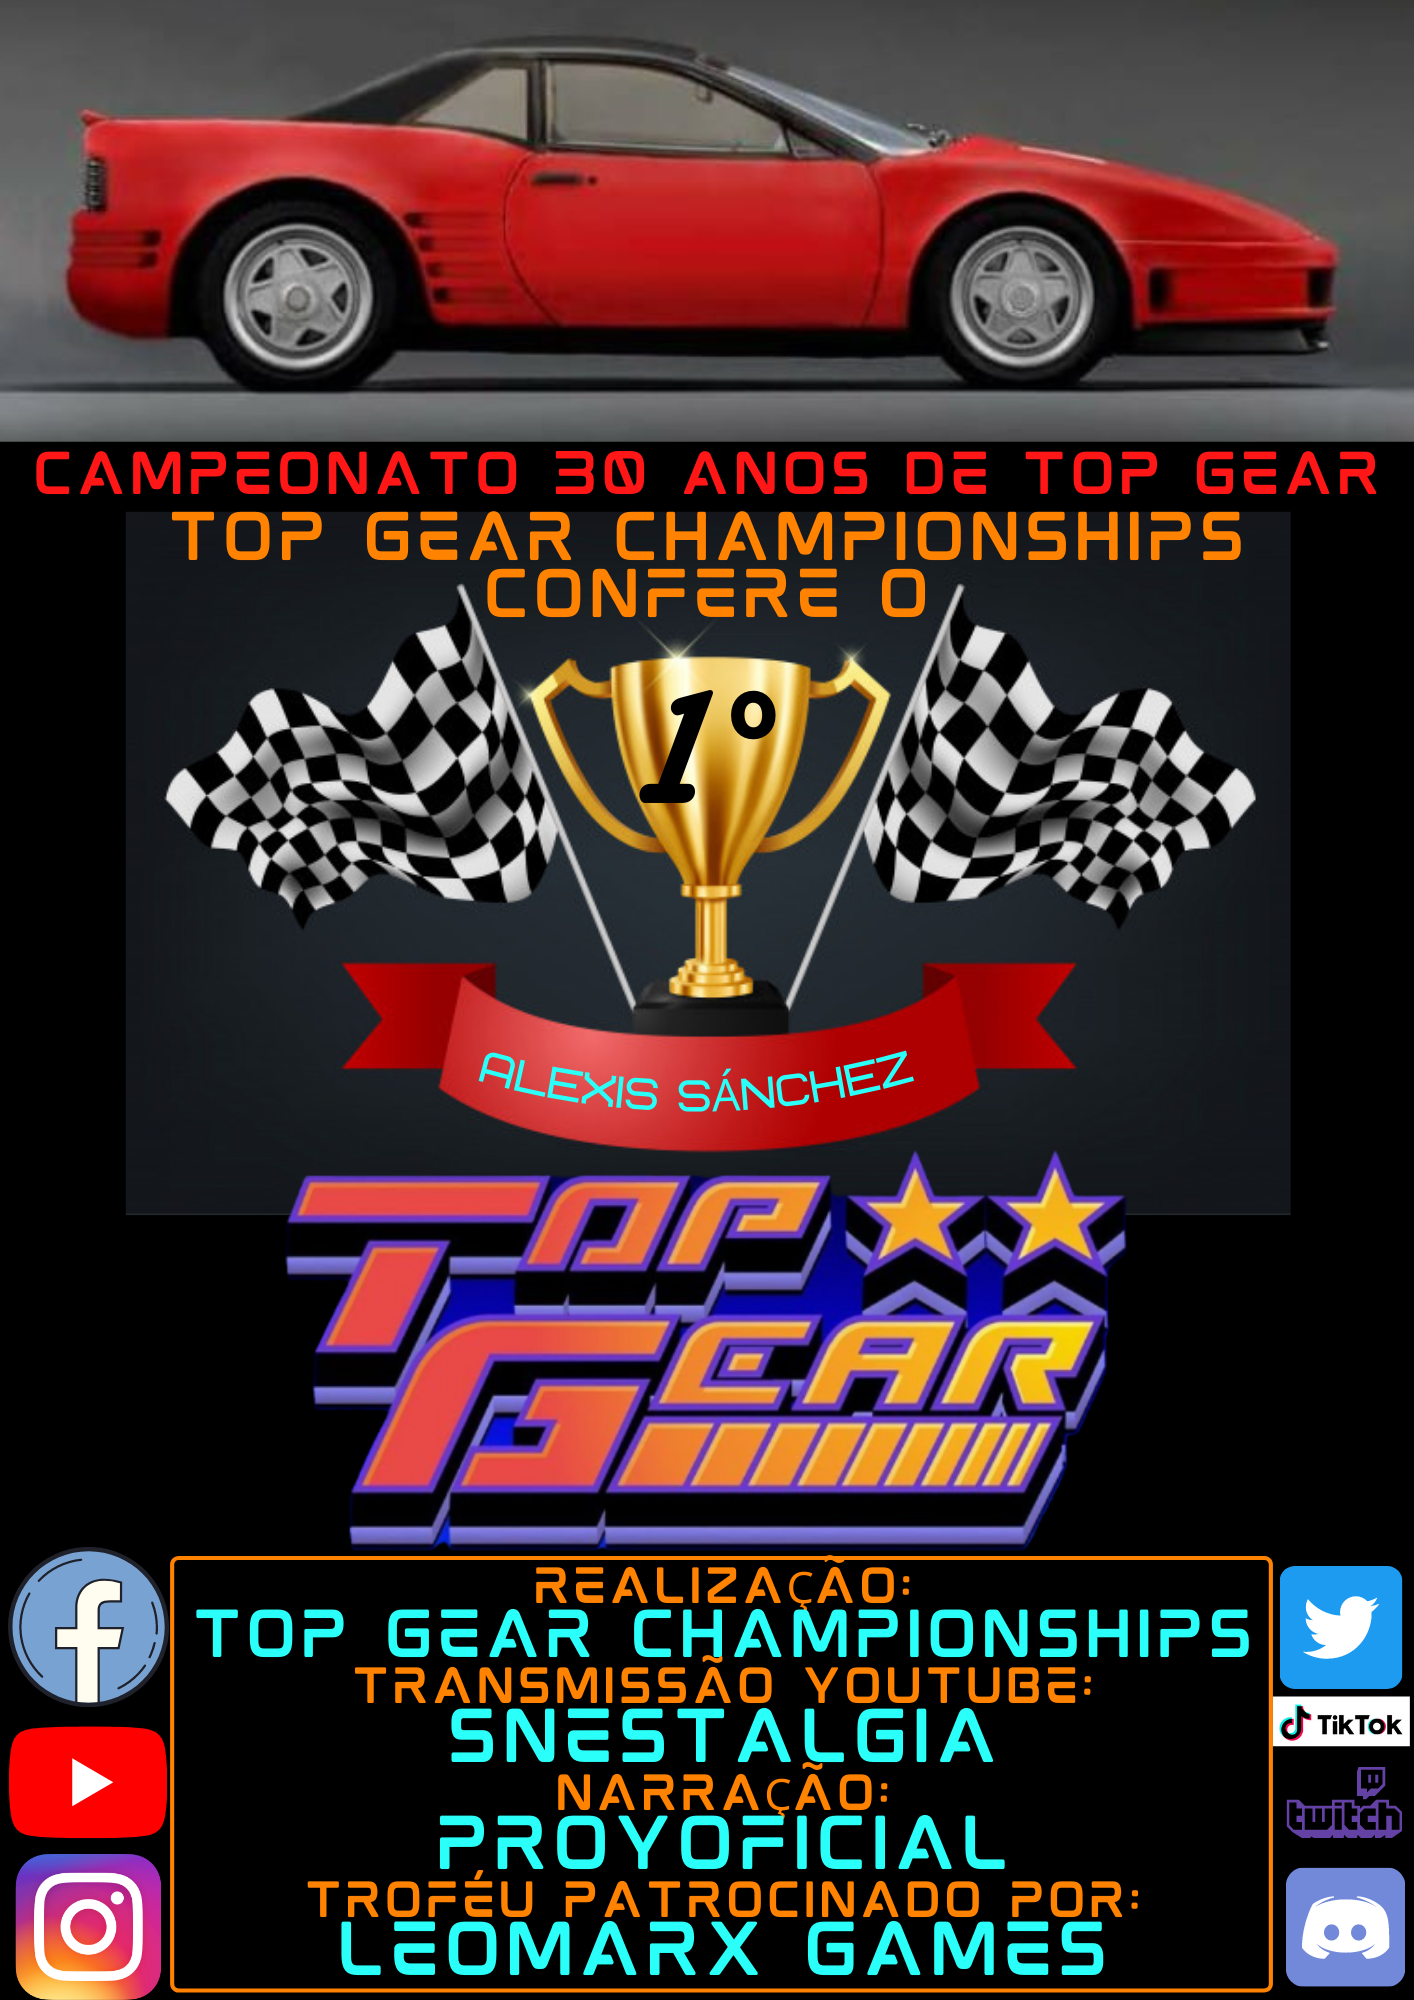 CAMPEONATO 30 ANOS DE TOP GEAR
TOP GEAR CHAMPIONSHIPS
CONFERE O
1º
ALEXIS SÁNCHEZ
TOP
GEAR
REALIZAÇÃO:
TOP GEAR CHAMPIONSHIPS
TRANSMISSÃO YOUTUBE:
SNESTALGIA
NARRAÇÃO:
PROYOFICIAL
TROFÉU PATROCINADO POR:
LEOMARX GAMES
TikTok
twitch